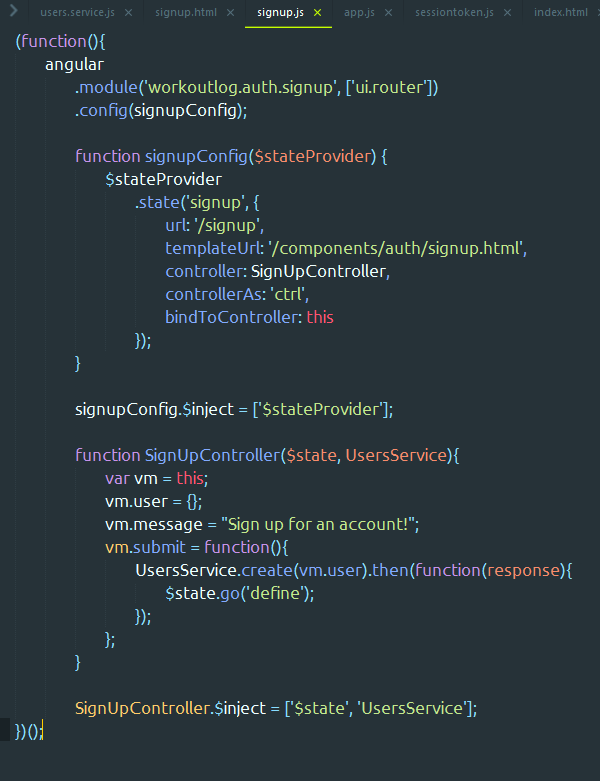 users.service.js × signup.html × signup.js × app.js × sessiontoken.js × index.html ×
(function(){
    angular
        .module('workoutlog.auth.signup', ['ui.router'])
        .config(signupConfig);

        function signupConfig($stateProvider) {
            $stateProvider
                .state('signup', {
                    url: '/signup',
                    templateUrl: '/components/auth/signup.html',
                    controller: SignUpController,
                    controllerAs: 'ctrl',
                    bindToController: this
                });
        }

        signupConfig.$inject = ['$stateProvider'];

        function SignUpController($state, UsersService){
            var vm = this;
            vm.user = {};
            vm.message = "Sign up for an account!";
            vm.submit = function(){
                UsersService.create(vm.user).then(function(response){
                    $state.go('define');
                });
            };
        }

        SignUpController.$inject = ['$state', 'UsersService'];
})();